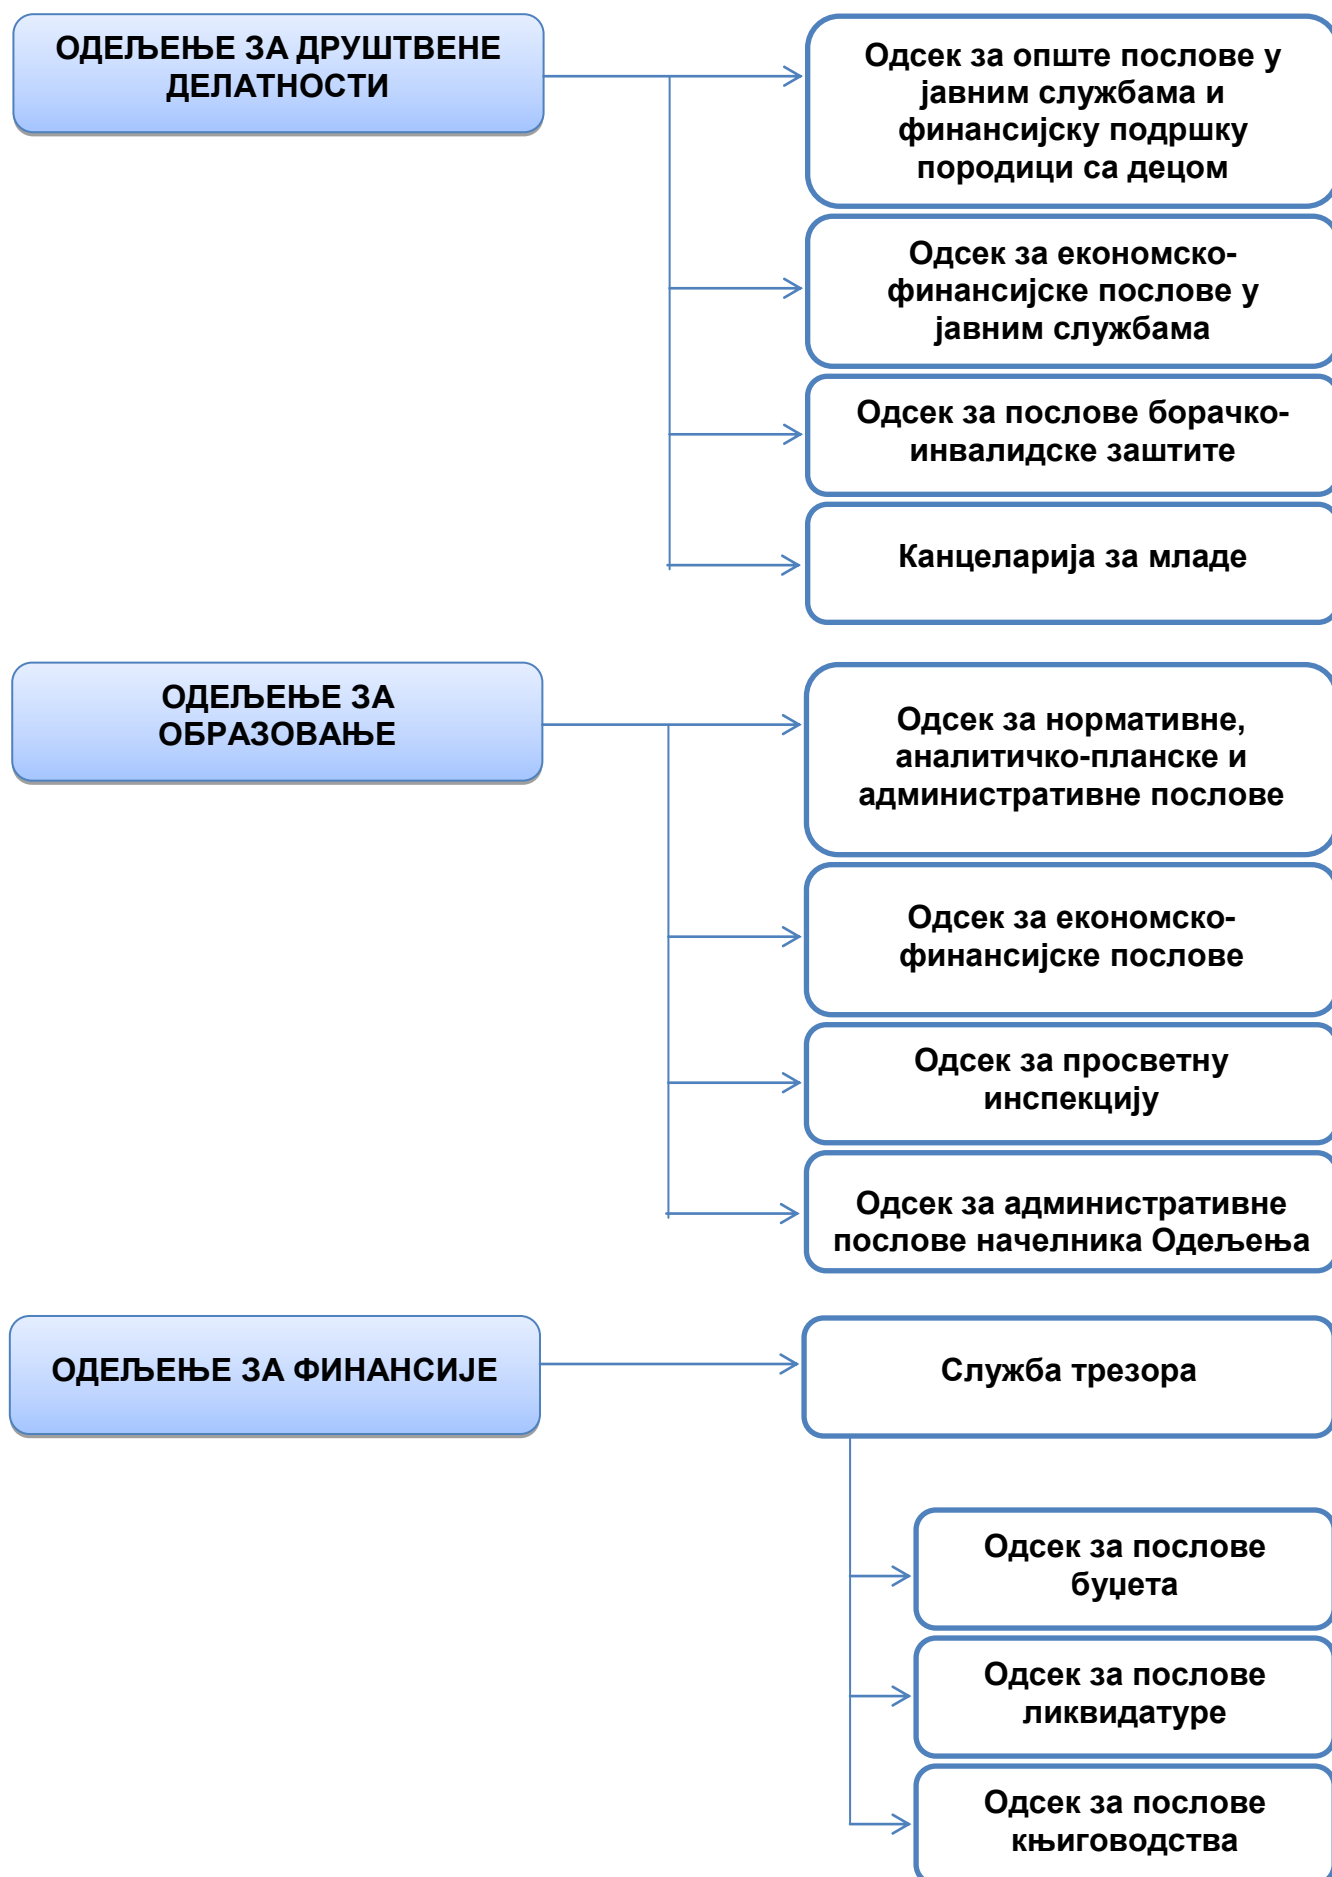 ОДЕЉЕЊЕ ЗА ДРУШТВЕНЕ
ДЕЛАТНОСТИ
Одсек за опште послове у
јавним службама и
финансијску подршку
породици са децом
Одсек за економско-
финансијске послове у
јавним службама
Одсек за послове борачко-
инвалидске заштите
Канцеларија за младе
ОДЕЉЕЊЕ ЗА
ОБРАЗОВАЊЕ
Одсек за нормативне,
аналитичко-планске и
административне послове
Одсек за економско-
финансијске послове
Одсек за просветну
инспекцију
Одсек за административне
послове начелника Одељења
ОДЕЉЕЊЕ ЗА ФИНАНСИЈЕ
Служба трезора
Одсек за послове
буџета
Одсек за послове
ликвидатуре
Одсек за послове
књиговодства